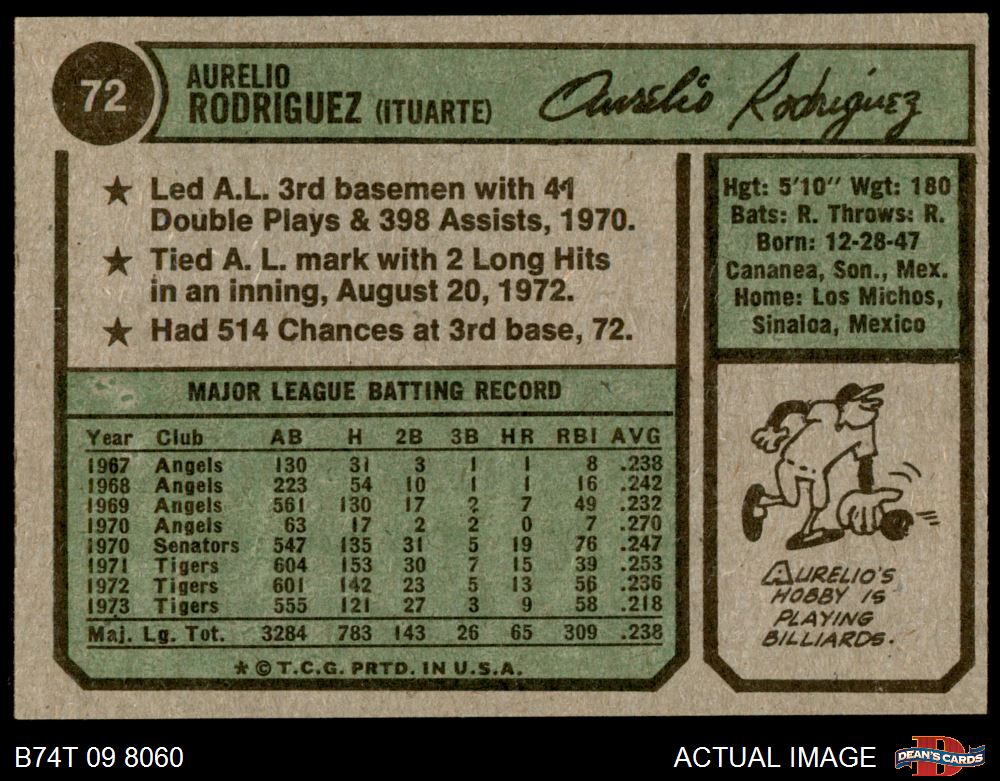 72
AURELIO
RODRIGUEZ (ITUARTE)
Aurelio Rodriguez
★ Led A.L. 3rd basemen with 41
Double Plays & 398 Assists, 1970.
★ Tied A. L. mark with 2 Long Hits
in an inning, August 20, 1972.
★ Had 514 Chances at 3rd base, 72.
Hgt: 5'10" Wgt: 180
Bats: R. Throws: R.
Born: 12-28-47
Cananea, Son., Mex.
Home: Los Michos,
Sinaloa, Mexico
MAJOR LEAGUE BATTING RECORD
Year Club AB H 2B 3B HR RBI AVG
1967 Angels 130 31 3 1 1 8 .238
1968 Angels 223 54 10 1 1 16 .242
1969 Angels 561 130 17 2 7 49 .232
1970 Angels 63 17 2 2 0 7 .270
1970 Senators 547 135 31 5 19 76 .247
1971 Tigers 604 153 30 7 15 39 .253
1972 Tigers 601 142 23 5 13 56 .236
1973 Tigers 555 121 27 3 9 58 .218
Maj. Lg. Tot. 3284 783 143 26 65 309 .238
* © T.C.G. PRTD. IN U.S.A.
AURELIO'S
HOBBY IS
PLAYING
BILLIARDS.
B74T 09 8060
ACTUAL IMAGE
DEAN'S CARDS